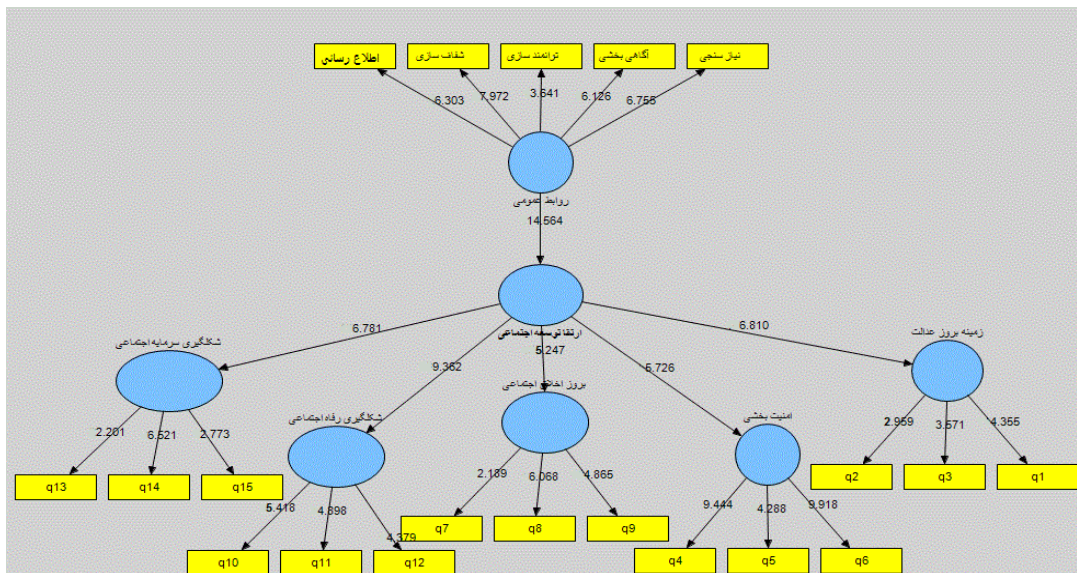 اطلاع رسانی
شفاف سازی
توانمند سازی
آگاهی بخشی
نیاز سنجی
6.303
7.972
3.641
6.126
6.755
روابط عمومی
14.564
ارتقا توسعه اجتماعی
6.781
9.362
5.247
5.726
6.810
شکلگیری سرمایه اجتماعی
2.201
6.521
2.773
q13
q14
q15
شکلگیری رفاه اجتماعی
5.418
4.898
4.379
q10
q11
q12
بروز اخلاق اجتماعی
2.189
6.068
4.865
q7
q8
q9
امنیت بخشی
9.444
4.288
9.918
q4
q5
q6
زمینه بروز عدالت
2.959
3.571
4.355
q2
q3
q1